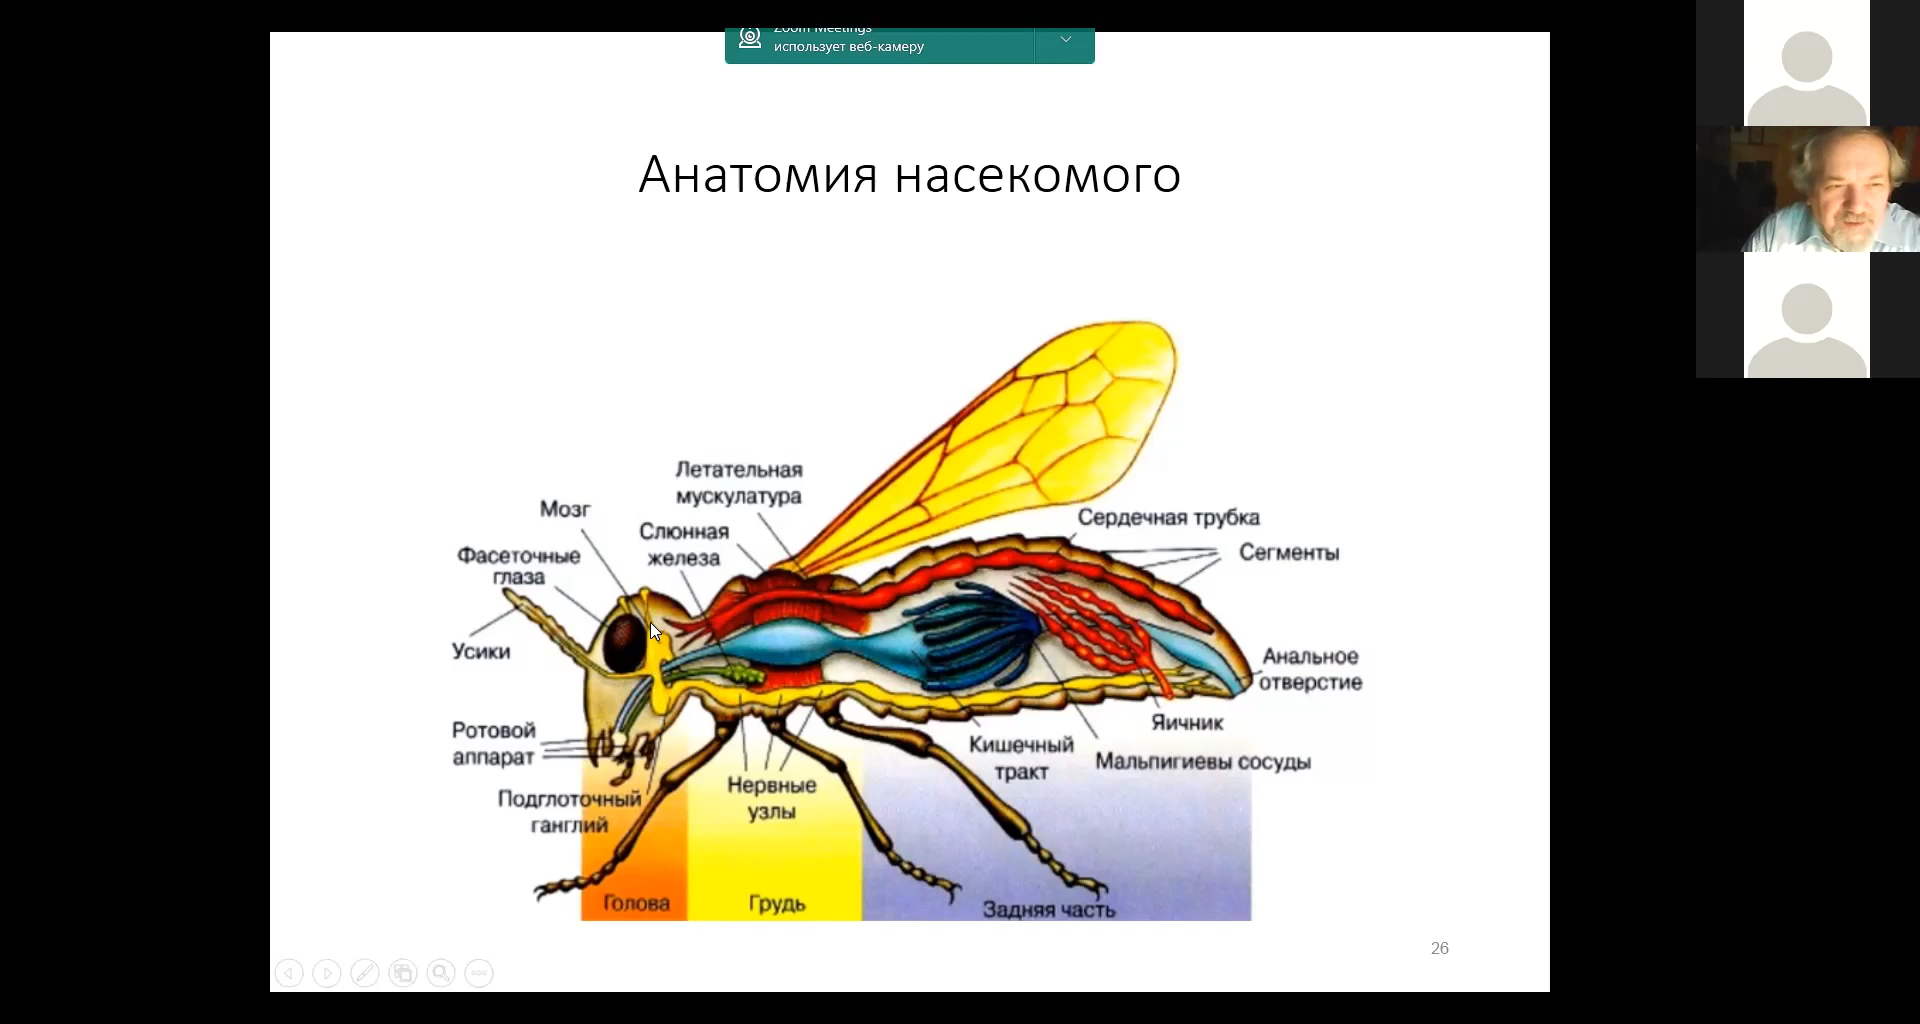 Zoom Meetings
использует веб-камеру
Анатомия насекомого
Летательная
мускулатура
Мозг
Слюнная
железа
Фасеточные
глаза
Усики
Сердечная трубка
Сегменты
Анальное
отверстие
Яичник
Мальпигиевы сосуды
Кишечный
тракт
Ротовой
аппарат
Подглоточный
ганглий
Нервные
узлы
Голова
Грудь
Задняя часть
26